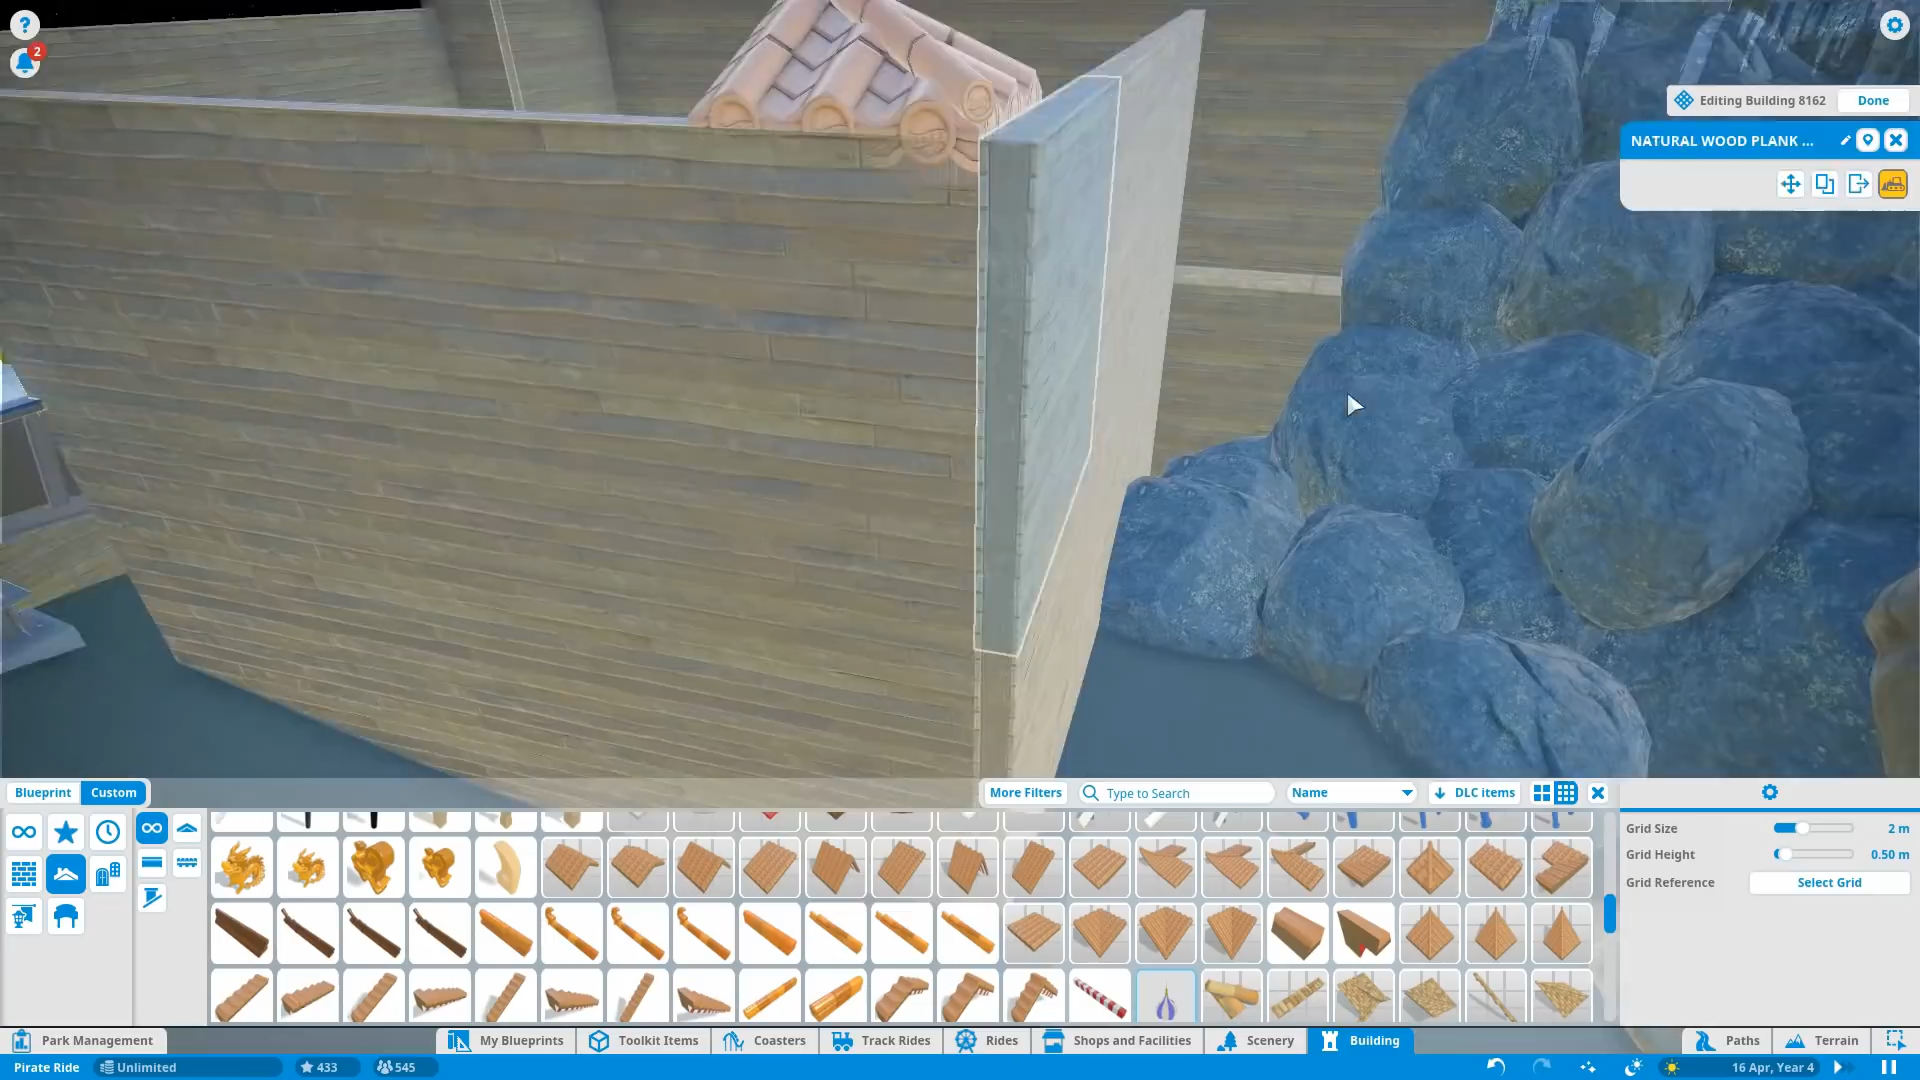 ?
2
Editing Building 8162
Done
NATURAL WOOD PLANK ...
Blueprint
Custom
More Filters
Type to Search
Name
DLC items
Grid Size
2 m
Grid Height
0.50 m
Grid Reference
Select Grid
Park Management
My Blueprints
Toolkit Items
Coasters
Track Rides
Rides
Shops and Facilities
Scenery
Building
Paths
Terrain
Pirate Ride
Unlimited
433
545
16 Apr, Year 4